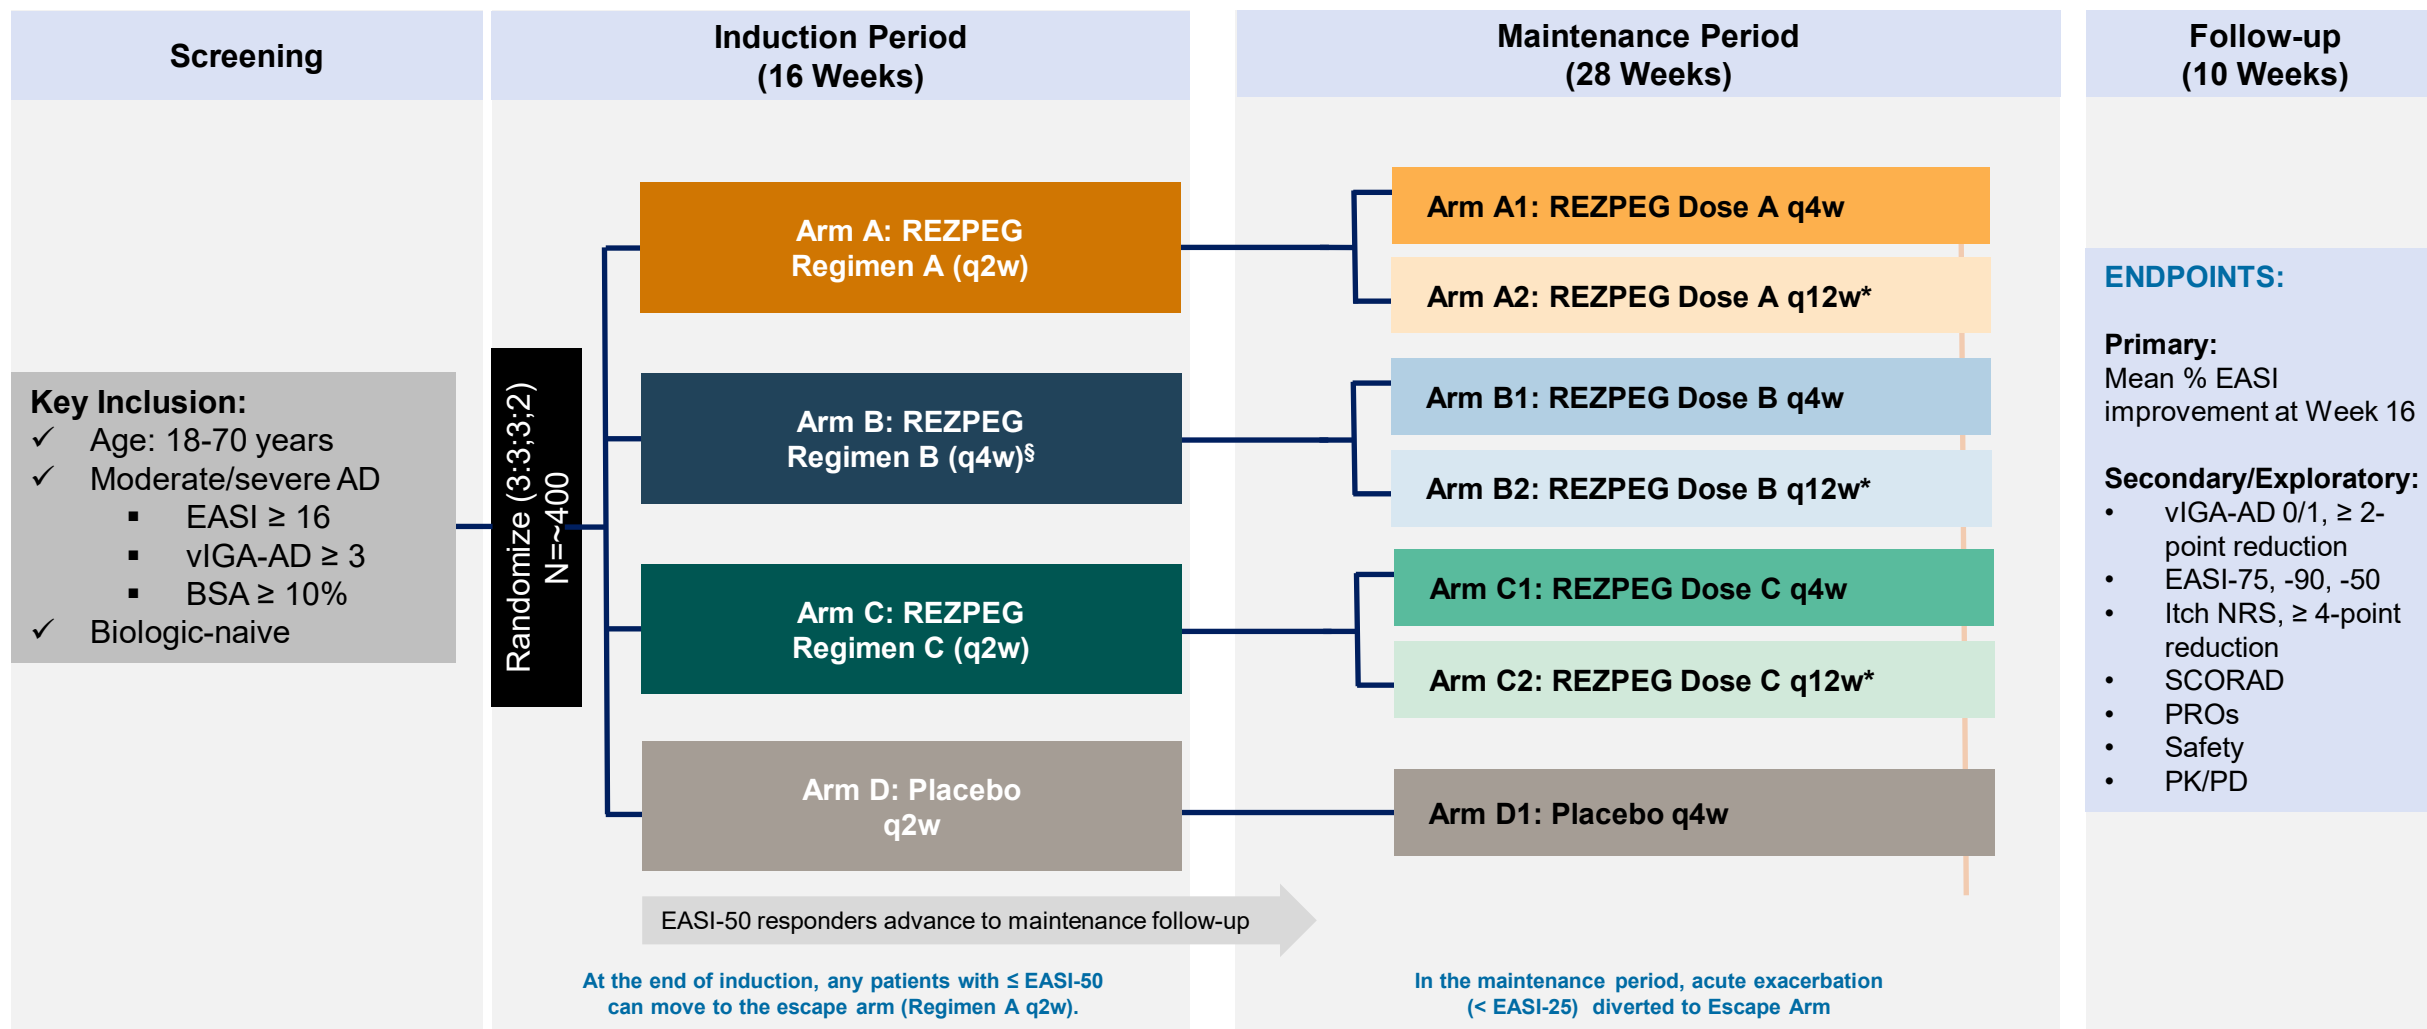 Screening
Key Inclusion:
✓ Age: 18-70 years
✓ Moderate/severe AD
▪ EASI ≥ 16
▪ vIGA-AD ≥ 3
▪ BSA ≥ 10%
✓ Biologic-naive
Induction Period
(16 Weeks)
Randomize (3:3;3;2)
N=~400
Arm A: REZPEG
Regimen A (q2w)
Arm B: REZPEG
Regimen B (q4w)§
Arm C: REZPEG
Regimen C (q2w)
Arm D: Placebo
q2w
EASI-50 responders advance to maintenance follow-up
At the end of induction, any patients with ≤ EASI-50
can move to the escape arm (Regimen A q2w).
Maintenance Period
(28 Weeks)
Arm A1: REZPEG Dose A q4w
Arm A2: REZPEG Dose A q12w*
Arm B1: REZPEG Dose B q4w
Arm B2: REZPEG Dose B q12w*
Arm C1: REZPEG Dose C q4w
Arm C2: REZPEG Dose C q12w*
Arm D1: Placebo q4w
In the maintenance period, acute exacerbation
(< EASI-25) diverted to Escape Arm
Follow-up
(10 Weeks)
ENDPOINTS:
Primary:
Mean % EASI
improvement at Week 16
Secondary/Exploratory:
• vIGA-AD 0/1, ≥ 2-
point reduction
• EASI-75, -90, -50
• Itch NRS, ≥ 4-point
reduction
• SCORAD
• PROs
• Safety
• PK/PD